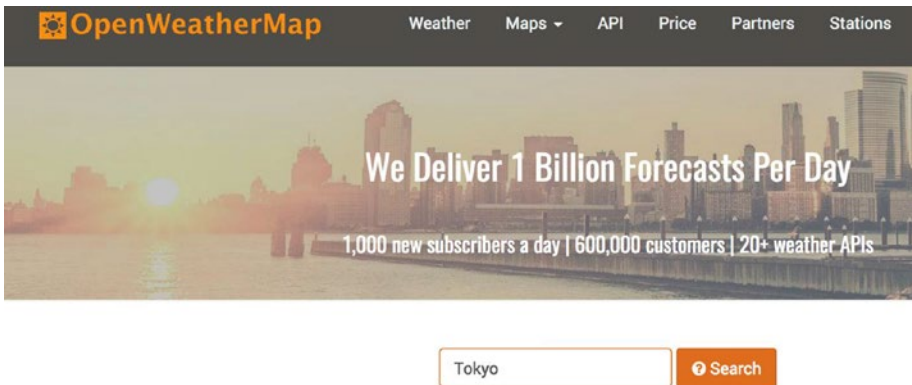 OpenWeatherMap Weather Maps API Price Partners Stations
We Deliver 1 Billion Forecasts Per Day
1,000 new subscribers a day | 600,000 customers | 20+ weather APIs
Tokyo Search